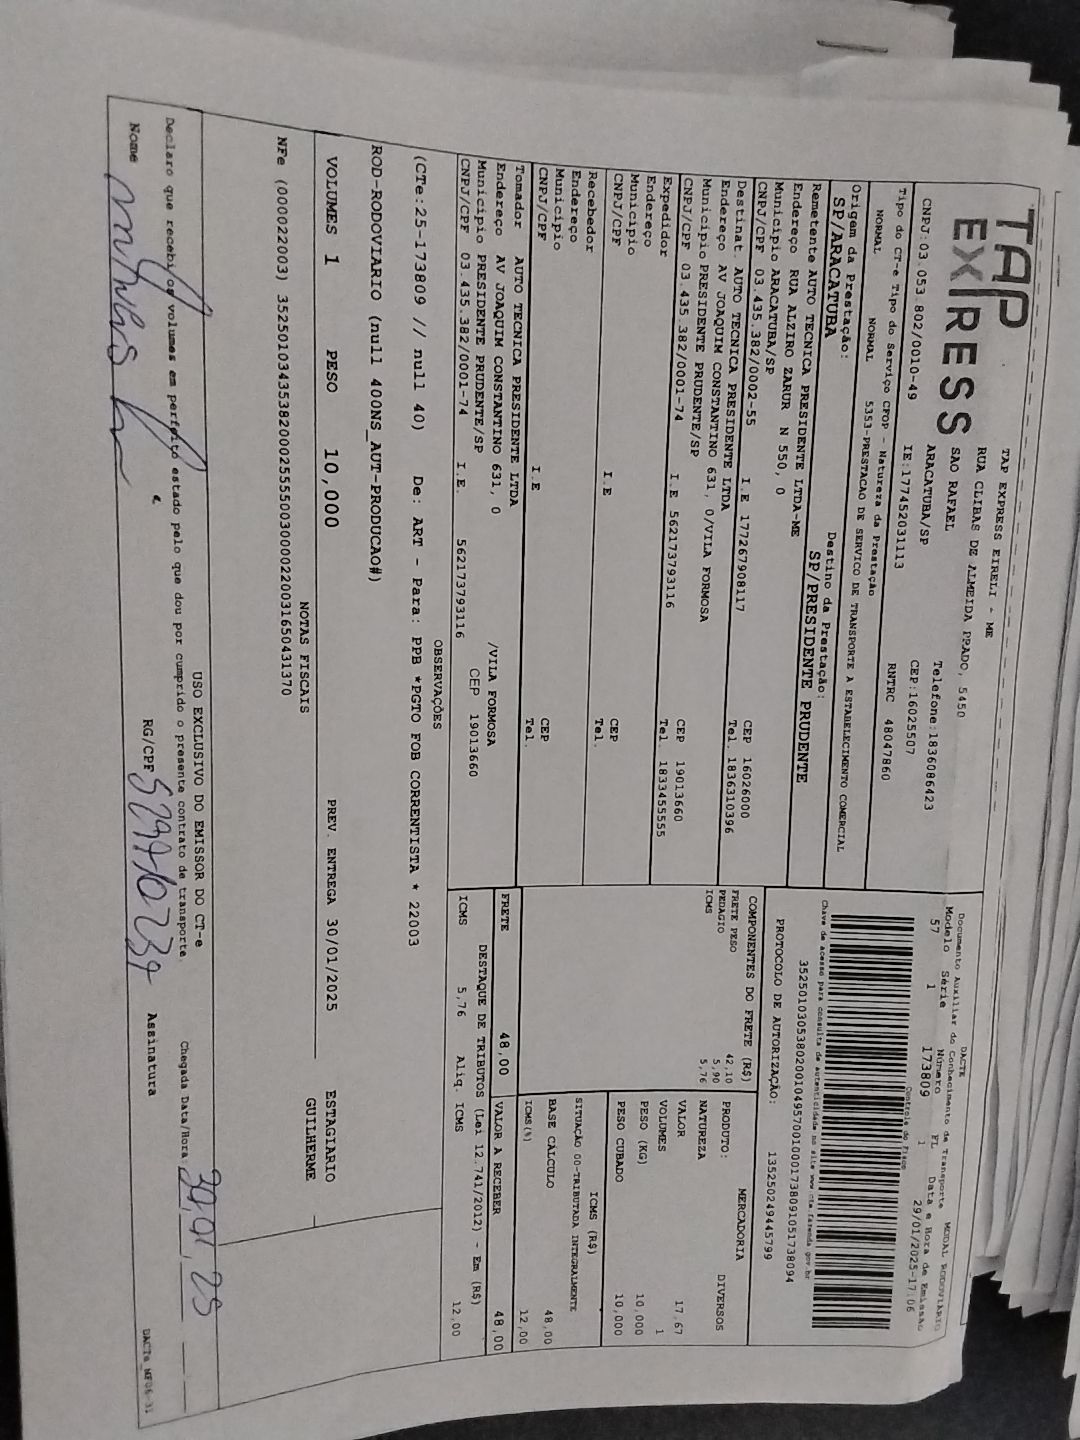 TAP
EXPRESS
TAP EXPRESS EIRELI - ME
RUA CLIBAS DE ALMEIDA PRADO, 5450
SAO RAFAEL
ARACATUBA/SP
Telefone:1836086423
CEP:16025507
CNPJ:03.053.802/0010-49 IE:177452031113
RNTRC 48047860
DACTE
Documento Auxiliar do Conhecimento de Transporte MODAL RODOVIARIO
Modelo Série Número FL Data e Hora de Emissão
57 1 173809 1 29/01/2025-17:06
Controle do Fisco
Chave de acesso para consulta de autenticidade no site www.cte.fazenda.gov.br
PROTOCOLO DE AUTORIZAÇÃO: 135250249445799
Tipo do CT-e Tipo do Serviço CFOP - Natureza da Prestação
NORMAL NORMAL 5353-PRESTACAO DE SERVICO DE TRANSPORTE A ESTABELECIMENTO COMERCIAL
Origem da Prestação: Destino da Prestação:
SP/ARACATUBA SP/PRESIDENTE PRUDENTE
Remetente AUTO TECNICA PRESIDENTE LTDA-ME
Endereço RUA ALZIRO ZARUR N 550, 0
Município ARACATUBA/SP CEP 16026000
CNPJ/CPF 03.435.382/0002-55 I.E 177267908117 Tel. 1836310396
Destinat. AUTO TECNICA PRESIDENTE LTDA
Endereço AV JOAQUIM CONSTANTINO 631, 0/VILA FORMOSA
Município PRESIDENTE PRUDENTE/SP CEP 19013660
CNPJ/CPF 03.435.382/0001-74 I.E 562173793116 Tel. 1833455555
Expedidor
Endereço
Município CEP
CNPJ/CPF I.E Tel.
Recebedor
Endereço
Município CEP
CNPJ/CPF I.E Tel.
Tomador AUTO TECNICA PRESIDENTE LTDA
Endereço AV JOAQUIM CONSTANTINO 631, 0 /VILA FORMOSA
Município PRESIDENTE PRUDENTE/SP CEP 19013660
CNPJ/CPF 03.435.382/0001-74 I.E. 562173793116
COMPONENTES DO FRETE (R$)
FRETE PESO 42,10
PEDAGIO 5,90
ICMS 5,76
FRETE 48,00
MERCADORIA
PRODUTO: DIVERSOS
NATUREZA
VALOR 17,67
VOLUMES 1
PESO (KG) 10,000
PESO CUBADO 10,000
ICMS (R$)
SITUAÇÃO 00-TRIBUTADA INTEGRALMENTE
BASE CÁLCULO 48,00
ICMS(%) 12,00
VALOR A RECEBER 48,00
DESTAQUE DE TRIBUTOS (Lei 12.741/2012) - Em (R$)
ICMS 5,76 Aliq. ICMS 12,00
OBSERVAÇÕES
(CTe:25-173809 // null 40) De: ART - Para: PPB *PGTO FOB CORRENTISTA * 22003
ROD-RODOVIARIO (null 400NS_AUT-PRODUCAO#)
VOLUMES 1 PESO 10,000 PREV. ENTREGA 30/01/2025 ESTAGIARIO
GUILHERME
NOTAS FISCAIS
NFe (000022003)
USO EXCLUSIVO DO EMISSOR DO CT-e
Declaro que recebi os volumes em perfeito estado pelo que dou por cumprido o presente contrato de transporte. Chegada Data/Hora
Nome RG/CPF Assinatura